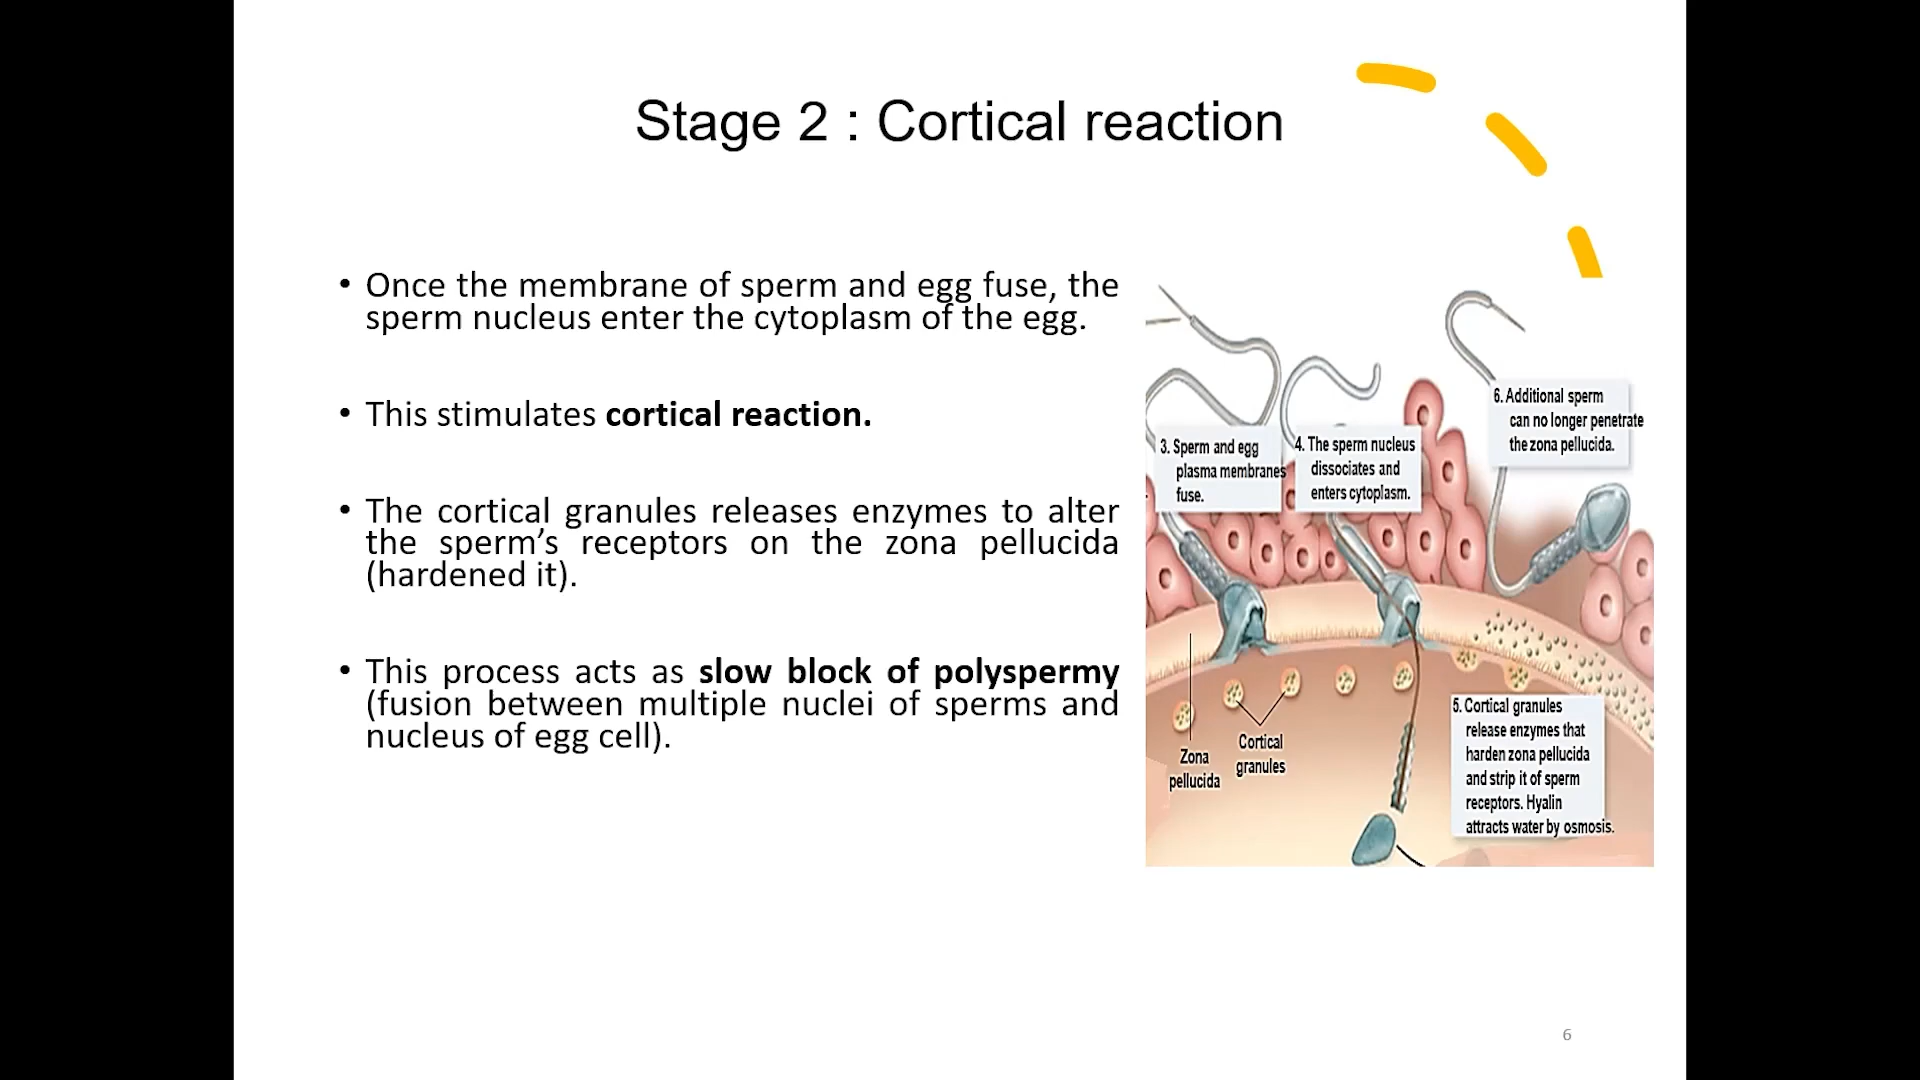 Stage 2 : Cortical reaction
• Once the membrane of sperm and egg fuse, the
sperm nucleus enter the cytoplasm of the egg.
• This stimulates cortical reaction.
• The cortical granules releases enzymes to alter
the sperm’s receptors on the zona pellucida
(hardened it).
• This process acts as slow block of polyspermy
(fusion between multiple nuclei of sperms and
nucleus of egg cell).
3. Sperm and egg
plasma membranes
fuse.
4. The sperm nucleus
dissociates and
enters cytoplasm.
6. Additional sperm
can no longer penetrate
the zona pellucida.
Zona
pellucida
Cortical
granules
5. Cortical granules
release enzymes that
harden zona pellucida
and strip it of sperm
receptors. Hyalin
attracts water by osmosis.
6